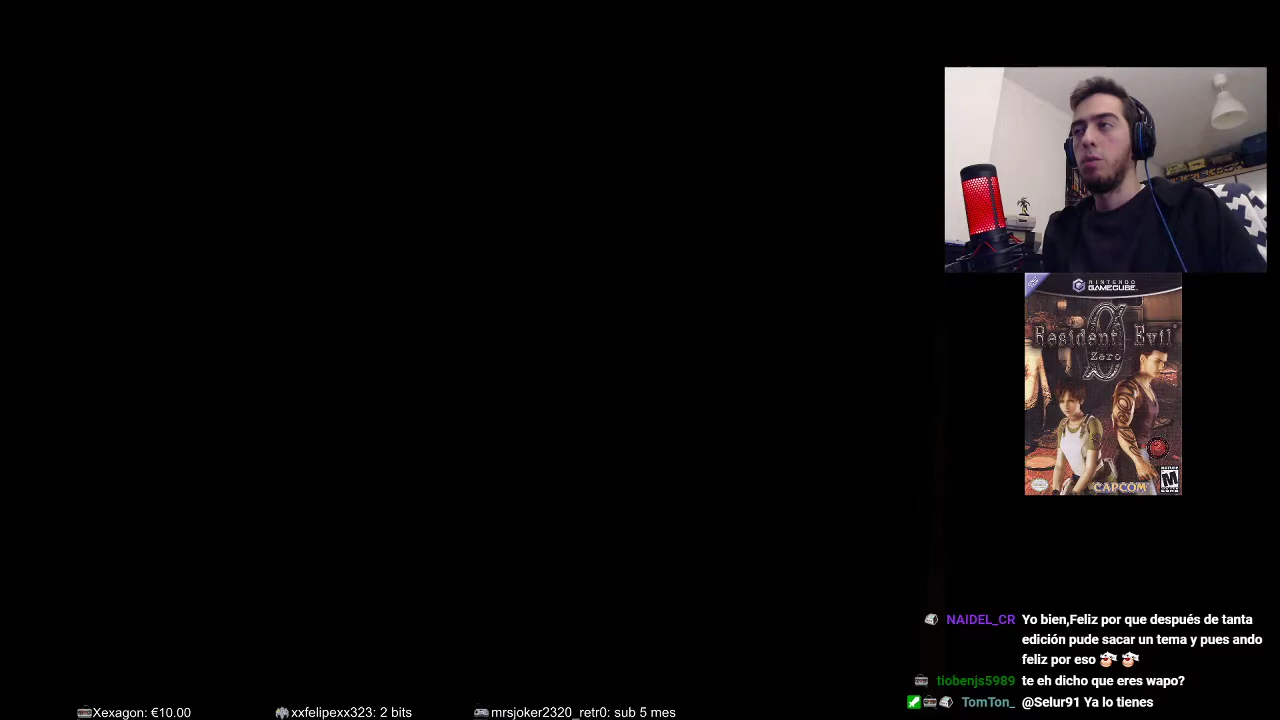 NINTENDO
GAMECUBE
Resident Evil
Zero
MATURE
M
CAPCOM
NAIDEL_CR Yo bien,Feliz por que después de tanta
edición pude sacar un tema y pues ando
feliz por eso
tiobenjs5989 te eh dicho que eres wapo?
TomTon_ @Selur91 Ya lo tienes
Xexagon: €10.00 xxfelipexx323: 2 bits mrsjoker2320_retr0: sub 5 mes